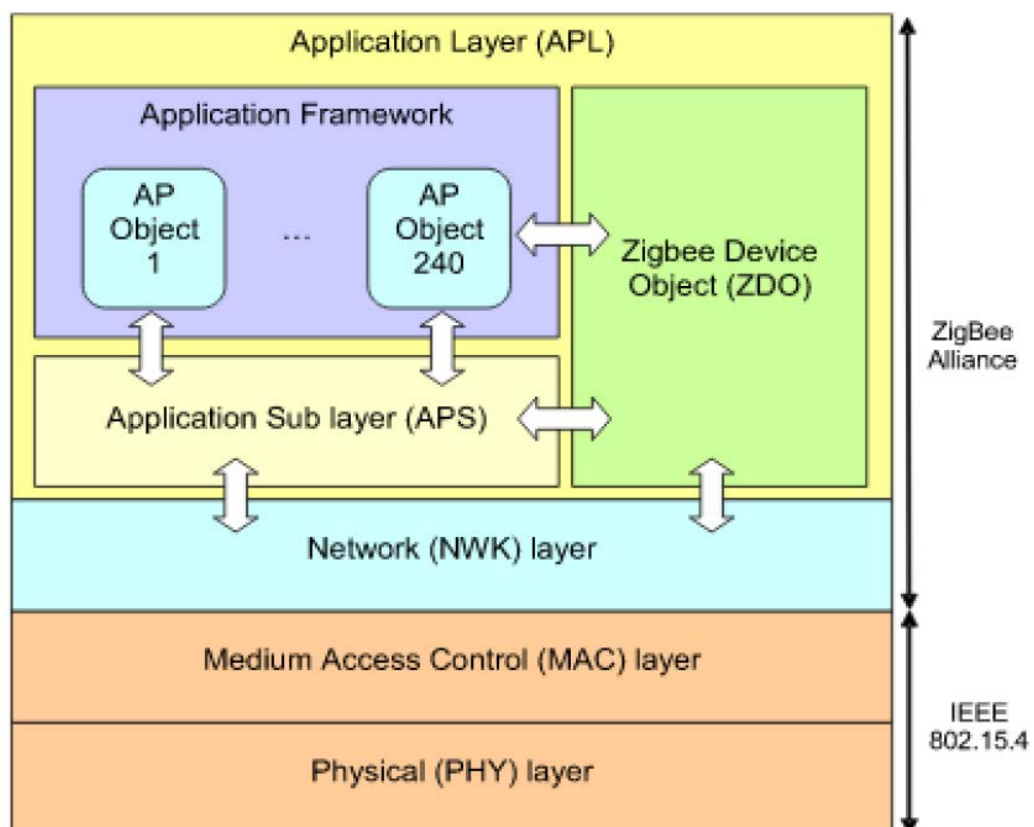 Application Layer (APL)
Application Framework
AP
Object
1
...
AP
Object
240
Zigbee Device
Object (ZDO)
Application Sub layer (APS)
Network (NWK) layer
Medium Access Control (MAC) layer
Physical (PHY) layer
ZigBee
Alliance
IEEE
802.15.4